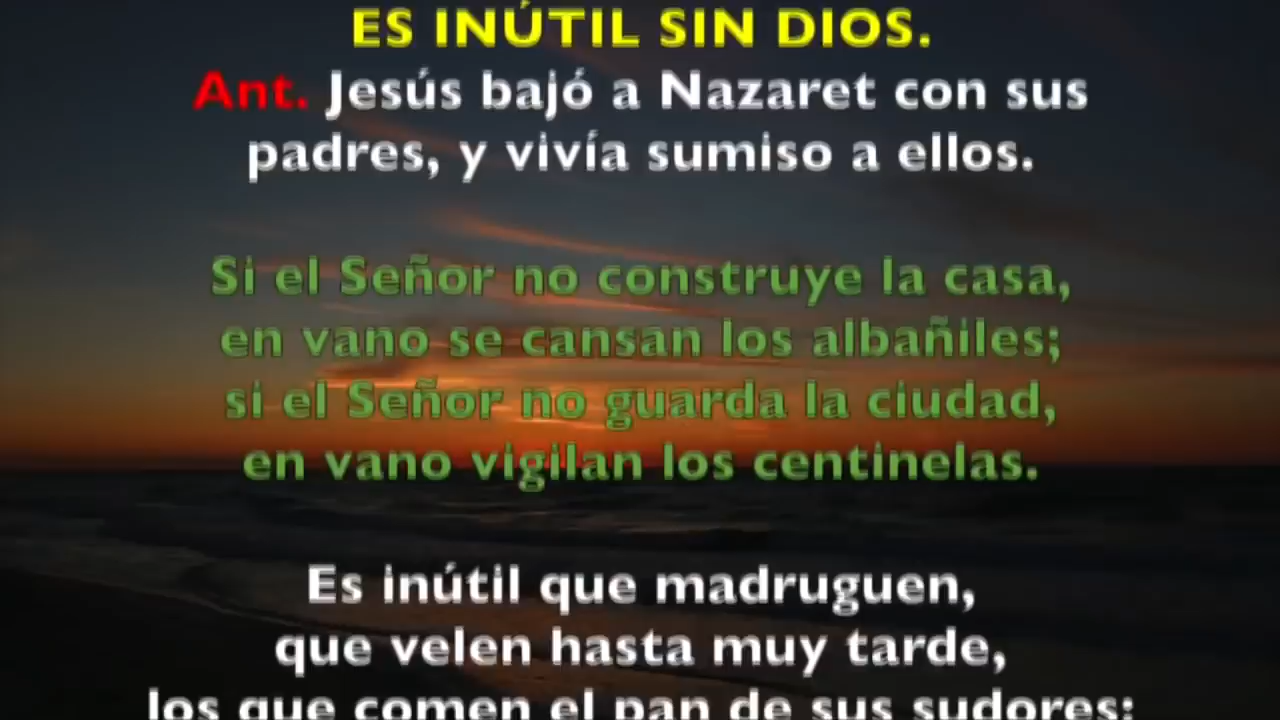 ES INÚTIL SIN DIOS.
Ant. Jesús bajó a Nazaret con sus
padres, y vivía sumiso a ellos.
Si el Señor no construye la casa,
en vano se cansan los albañiles;
si el Señor no guarda la ciudad,
en vano vigilan los centinelas.
Es inútil que madruguen,
que velen hasta muy tarde,
los que comen el pan de sus sudores;